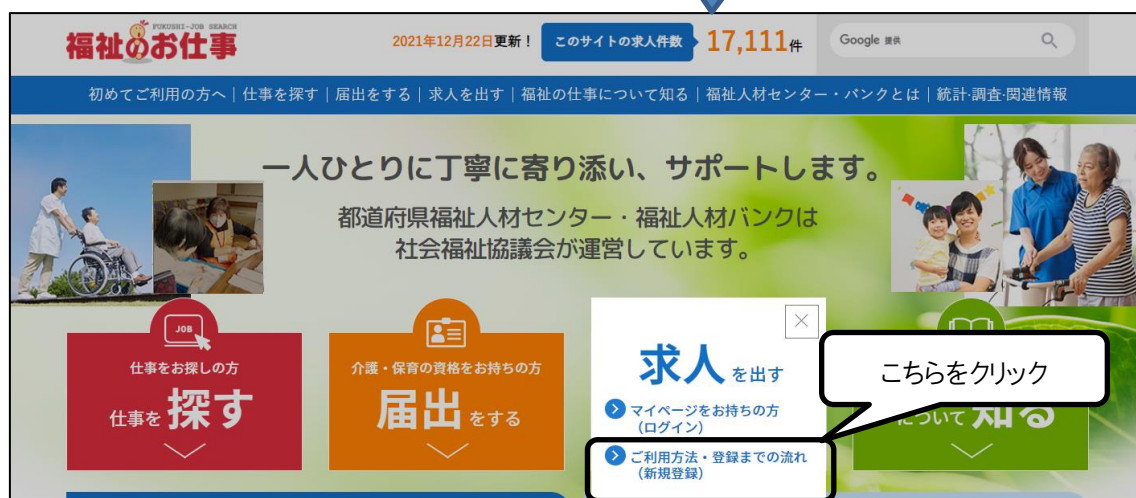 FUKUSHI-JOB SEARCH
福祉のお仕事
2021年12月22日更新！
このサイトの求人件数
17,111件
Google 提供
初めてご利用の方へ｜仕事を探す｜届出をする｜求人を出す｜福祉の仕事について知る｜福祉人材センター・バンクとは｜統計·調査·関連情報
一人ひとりに丁寧に寄り添い、サポートします。
都道府県福祉人材センター・福祉人材バンクは
社会福祉協議会が運営しています。
JOB
仕事をお探しの方
仕事を探す
介護・保育の資格をお持ちの方
届出をする
求人を出す
マイページをお持ちの方
（ログイン）
ご利用方法・登録までの流れ
（新規登録）
こちらをクリック
について知る